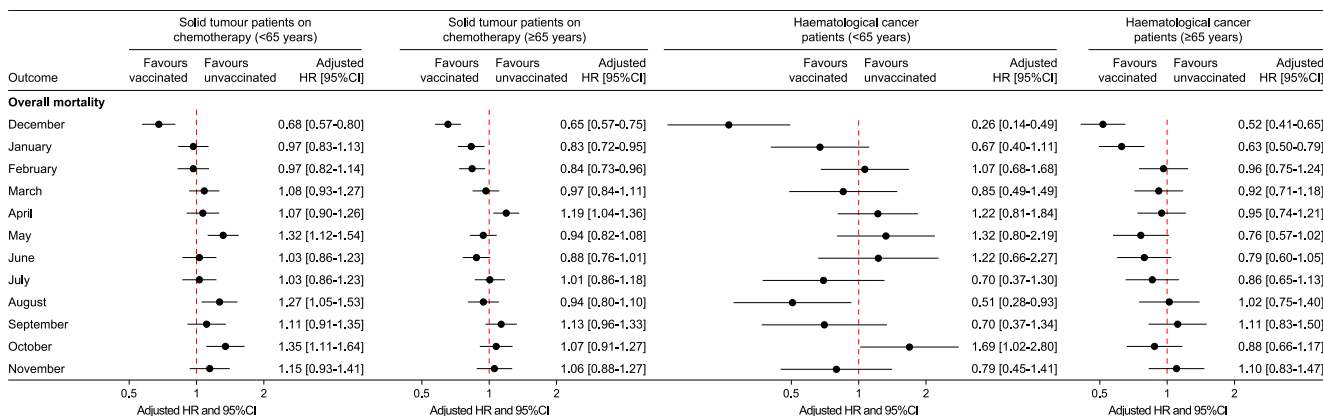 Solid tumour patients on Solid tumour patients on Haematological cancer Haematological cancer
chemotherapy (<65 years) chemotherapy (≥65 years) patients (<65 years) patients (≥65 years)
Favours Favours Adjusted Favours Favours Adjusted Favours Favours Adjusted Favours Favours Adjusted
Outcome vaccinated unvaccinated HR [95%CI] vaccinated unvaccinated HR [95%CI] vaccinated unvaccinated HR [95%CI] vaccinated unvaccinated HR [95%CI]
Overall mortality
December 0.68 [0.57-0.80] 0.65 [0.57-0.75] 0.26 [0.14-0.49] 0.52 [0.41-0.65]
January 0.97 [0.83-1.13] 0.83 [0.72-0.95] 0.67 [0.40-1.11] 0.63 [0.50-0.79]
February 0.97 [0.82-1.14] 0.84 [0.73-0.96] 1.07 [0.68-1.68] 0.96 [0.75-1.24]
March 1.08 [0.93-1.27] 0.97 [0.84-1.11] 0.85 [0.49-1.49] 0.92 [0.71-1.18]
April 1.07 [0.90-1.26] 1.19 [1.04-1.36] 1.22 [0.81-1.84] 0.95 [0.74-1.21]
May 1.32 [1.12-1.54] 0.94 [0.82-1.08] 1.32 [0.80-2.19] 0.76 [0.57-1.02]
June 1.03 [0.86-1.23] 0.88 [0.76-1.01] 1.22 [0.66-2.27] 0.79 [0.60-1.05]
July 1.03 [0.86-1.23] 1.01 [0.86-1.18] 0.70 [0.37-1.30] 0.86 [0.65-1.13]
August 1.27 [1.05-1.53] 0.94 [0.80-1.10] 0.51 [0.28-0.93] 1.02 [0.75-1.40]
September 1.11 [0.91-1.35] 1.13 [0.96-1.33] 0.70 [0.37-1.34] 1.11 [0.83-1.50]
October 1.35 [1.11-1.64] 1.07 [0.91-1.27] 1.69 [1.02-2.80] 0.88 [0.66-1.17]
November 1.15 [0.93-1.41] 1.06 [0.88-1.27] 0.79 [0.45-1.41] 1.10 [0.83-1.47]
0.5 1 2 0.5 1 2 0.5 1 2 0.5 1 2
Adjusted HR and 95%CI Adjusted HR and 95%CI Adjusted HR and 95%CI Adjusted HR and 95%CI